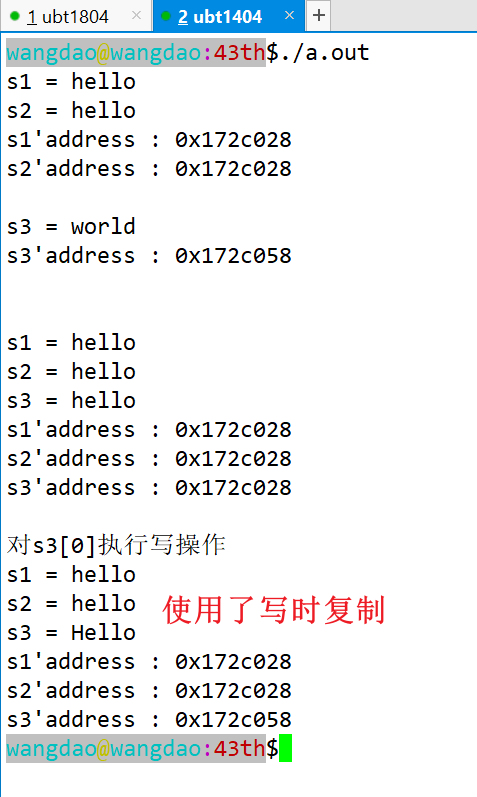 1 ubt1804 × 2 ubt1404 × +
wangdao@wangdao:43th$./a.out
s1 = hello
s2 = hello
s1'address : 0x172c028
s2'address : 0x172c028
s3 = world
s3'address : 0x172c058
s1 = hello
s2 = hello
s3 = hello
s1'address : 0x172c028
s2'address : 0x172c028
s3'address : 0x172c028
对s3[0]执行写操作
s1 = hello
s2 = hello
使用了写时复制
s3 = Hello
s1'address : 0x172c028
s2'address : 0x172c028
s3'address : 0x172c058
wangdao@wangdao:43th$